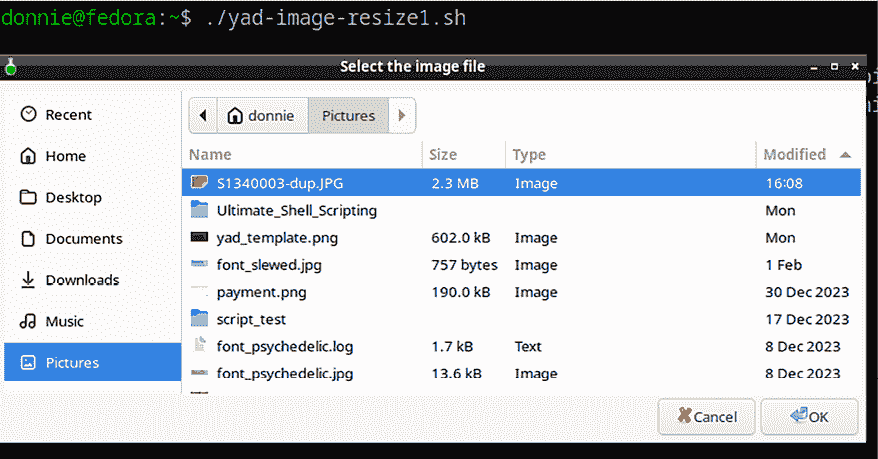 donnie@fedora:~$ ./yad-image-resize1.sh
Select the image file
Recent
Home
Desktop
Documents
Downloads
Music
Pictures
donnie Pictures
Name Size Type Modified
S1340003-dup.JPG 2.3 MB Image 16:08
Ultimate_Shell_Scripting Mon
yad_template.png 602.0 kB Image Mon
font_slewed.jpg 757 bytes Image 1 Feb
payment.png 190.0 kB Image 30 Dec 2023
script_test 17 Dec 2023
font_psychedelic.log 1.7 kB Text 8 Dec 2023
font_psychedelic.jpg 13.6 kB Image 8 Dec 2023
Cancel OK